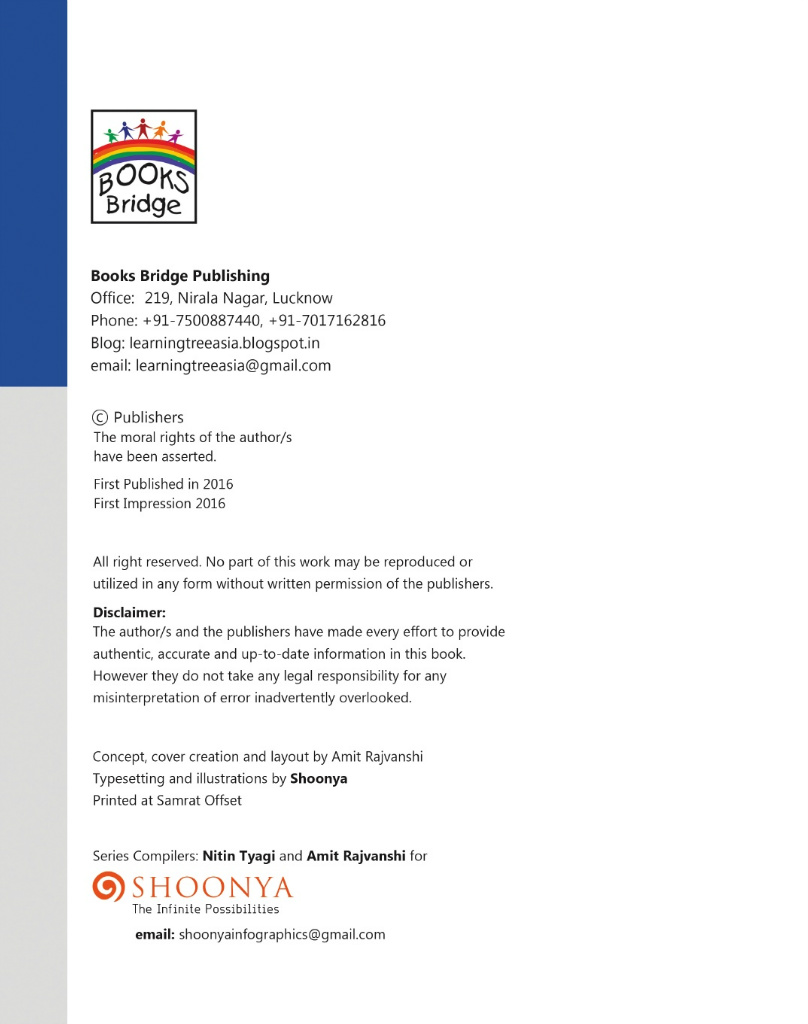 BOOKS
Bridge
Books Bridge Publishing
Office: 219, Nirala Nagar, Lucknow
Phone: +91-7500887440, +91-7017162816
Blog: learningtreeasia.blogspot.in
email: learningtreeasia@gmail.com
© Publishers
The moral rights of the author/s
have been asserted.
First Published in 2016
First Impression 2016
All right reserved. No part of this work may be reproduced or
utilized in any form without written permission of the publishers.
Disclaimer:
The author/s and the publishers have made every effort to provide
authentic, accurate and up-to-date information in this book.
However they do not take any legal responsibility for any
misinterpretation of error inadvertently overlooked.
Concept, cover creation and layout by Amit Rajvanshi
Typesetting and illustrations by Shoonya
Printed at Samrat Offset
Series Compilers: Nitin Tyagi and Amit Rajvanshi for
SHOONYA
The Infinite Possibilities
email: shoonyainfographics@gmail.com